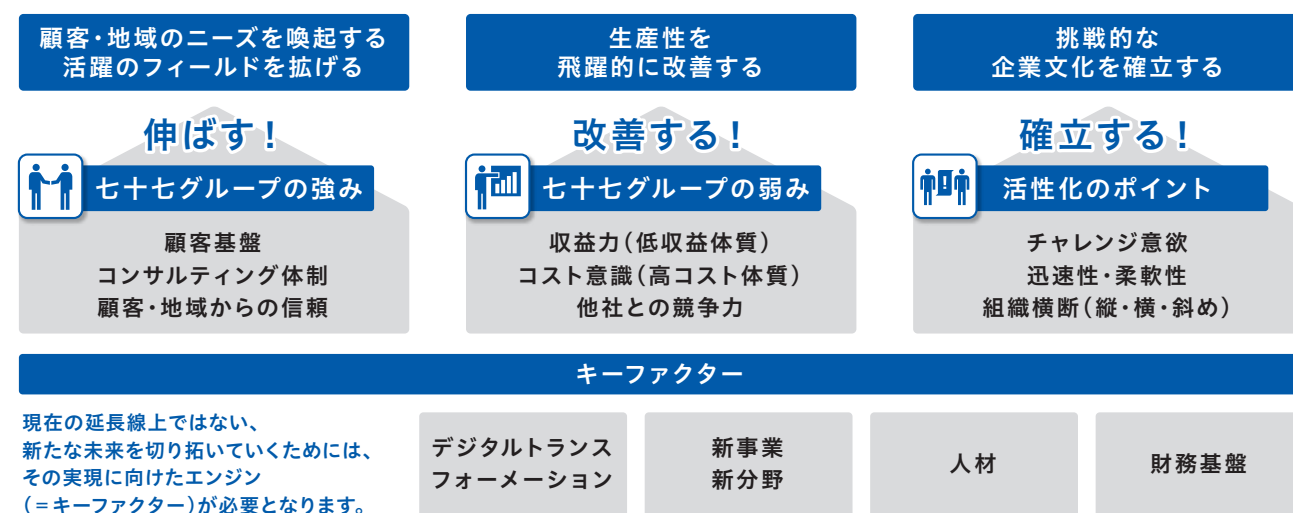 顧客・地域のニーズを喚起する
活躍のフィールドを拡げる
伸ばす！
七十七グループの強み
顧客基盤
コンサルティング体制
顧客・地域からの信頼
生産性を
飛躍的に改善する
改善する！
七十七グループの弱み
収益力（低収益体質）
コスト意識（高コスト体質）
他社との競争力
挑戦的な
企業文化を確立する
確立する！
活性化のポイント
チャレンジ意欲
迅速性・柔軟性
組織横断（縦・横・斜め）
キーファクター
現在の延長線上ではない、
新たな未来を切り拓いていくためには、
その実現に向けたエンジン
（＝キーファクター）が必要となります。
デジタルトランス
フォーメーション
新事業
新分野
人材
財務基盤